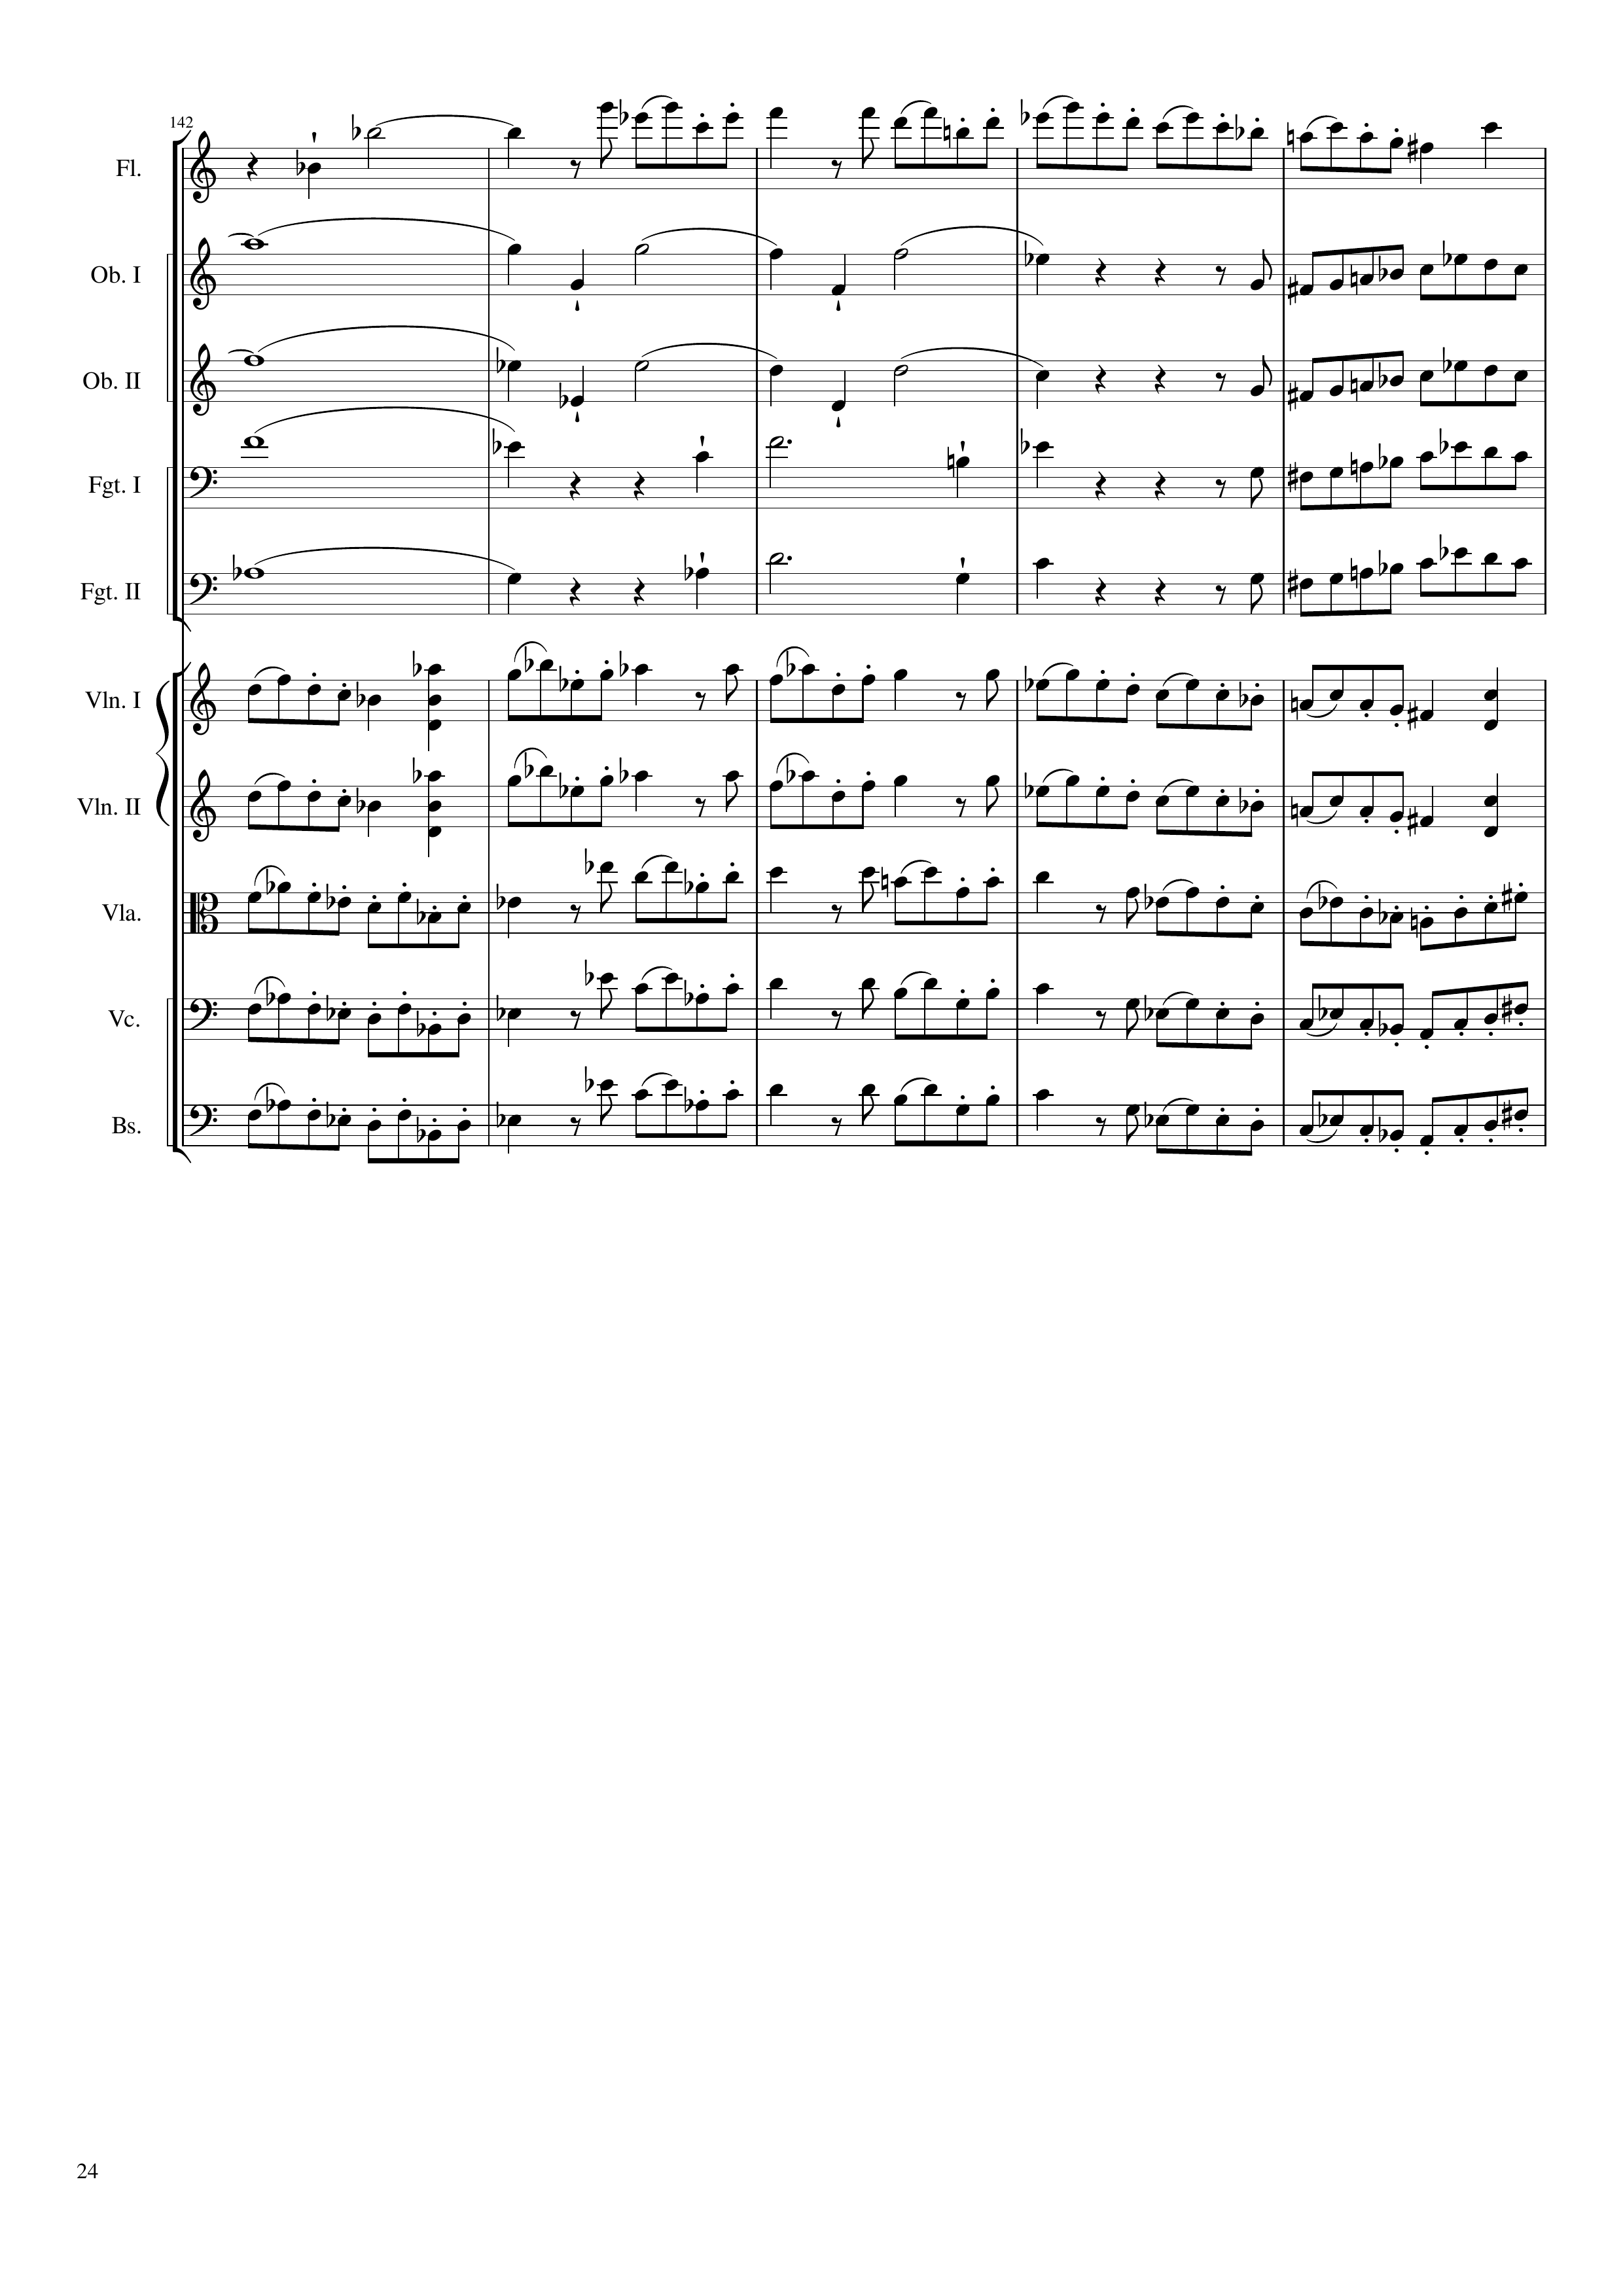 142
Fl.
Ob. I
Ob. II
Fgt. I
Fgt. II
Vln. I
Vln. II
Vla.
Vc.
Bs.
24